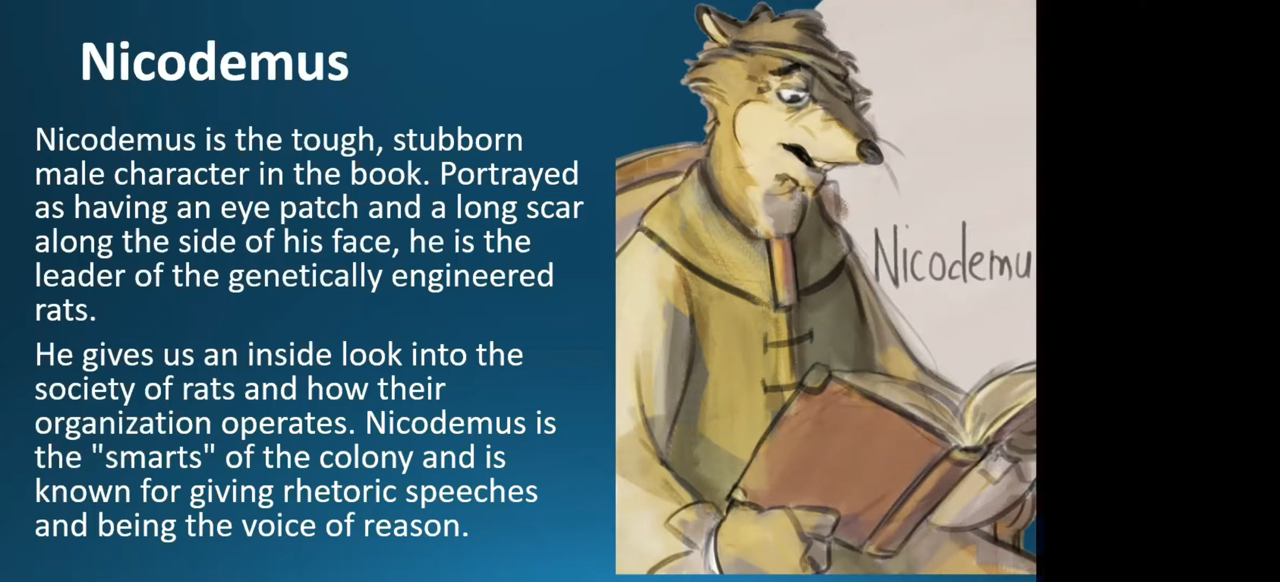 Nicodemus
Nicodemus is the tough, stubborn
male character in the book. Portrayed
as having an eye patch and a long scar
along the side of his face, he is the
leader of the genetically engineered
rats.
He gives us an inside look into the
society of rats and how their
organization operates. Nicodemus is
the "smarts" of the colony and is
known for giving rhetoric speeches
and being the voice of reason.
Nicodemu